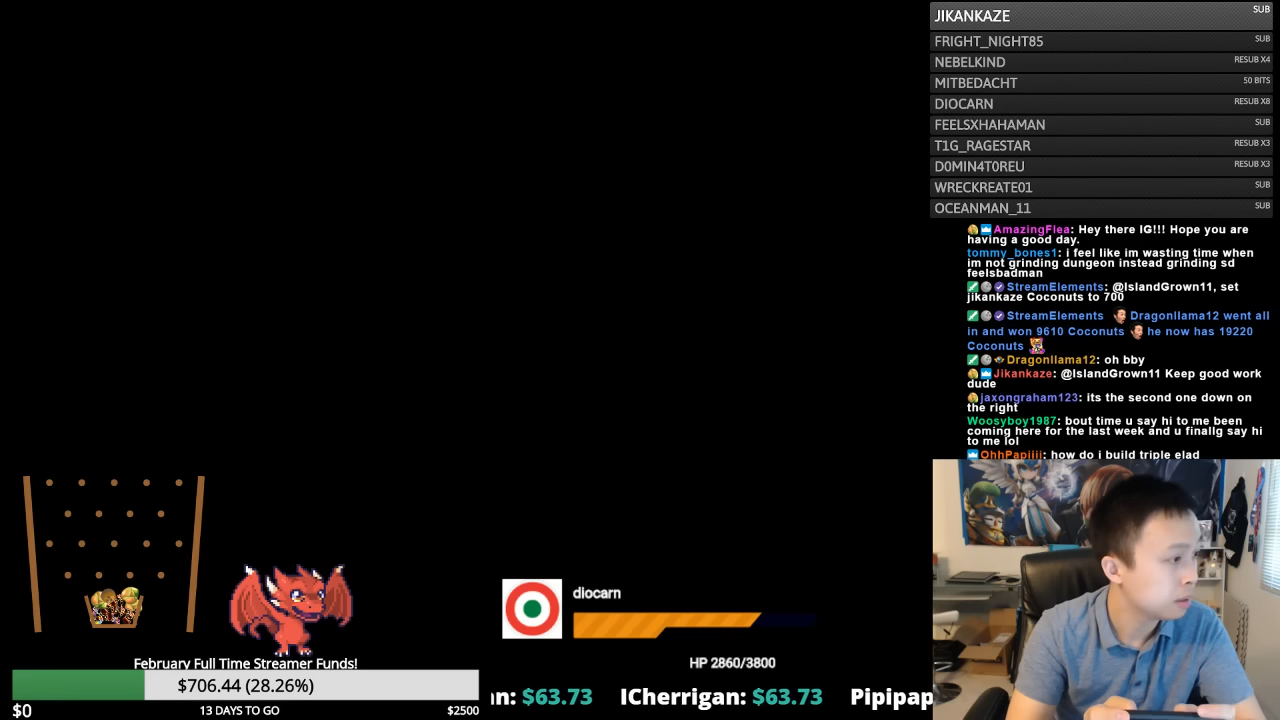 JIKANKAZE SUB
FRIGHT_NIGHT85 SUB
NEBELKIND RESUB X4
MITBEDACHT 50 BITS
DIOCARN RESUB X8
FEELSXHAHAMAN SUB
T1G_RAGESTAR RESUB X3
D0MIN4T0REU RESUB X3
WRECKREATE01 SUB
OCEANMAN_11 SUB
AmazingFlea: Hey there IG!!! Hope you are
having a good day.
tommy_bones1: i feel like im wasting time when
im not grinding dungeon instead grinding sd
feelsbadman
StreamElements: @IslandGrown11, set
jikankaze Coconuts to 700
StreamElements Dragonllama12 went all
in and won 9610 Coconuts he now has 19220
Coconuts
Dragonllama12: oh bby
Jikankaze: @IslandGrown11 Keep good work
dude
jaxongraham123: its the second one down on
the right
Woosyboy1987: bout time u say hi to me been
coming here for the last week and u finallg say hi
to me lol
OhhPapiiii: how do i build triple elad
diocarn
HP 2860/3800
February Full Time Streamer Funds!
$706.44 (28.26%)
$0 13 DAYS TO GO $2500
n: $63.73 ICherrigan: $63.73 Pipipap